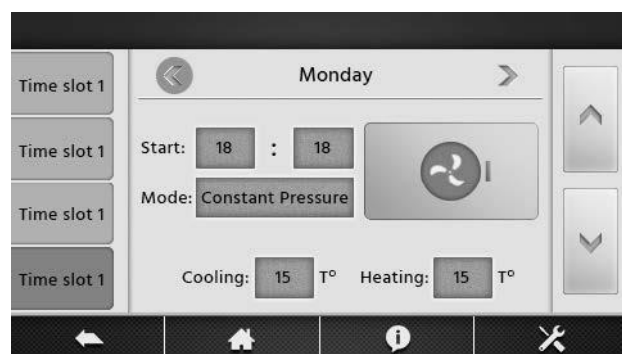 Time slot 1
Time slot 1
Time slot 1
Time slot 1
Monday
Start: 18 : 18
Mode: Constant Pressure
Cooling: 15 T° Heating: 15 T°